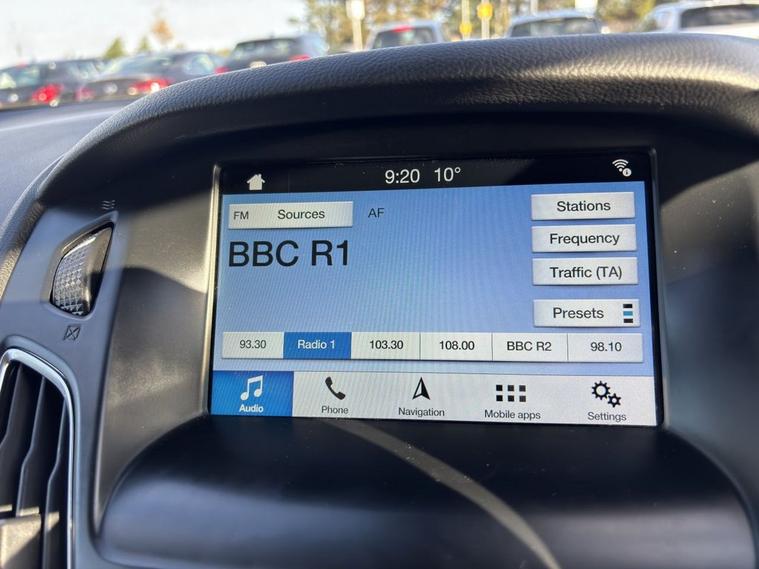 9:20 10°
FM Sources AF
Stations
BBC R1
Frequency
Traffic (TA)
Presets
93.30 Radio 1 103.30 108.00 BBC R2 98.10
Audio Phone Navigation Mobile apps Settings